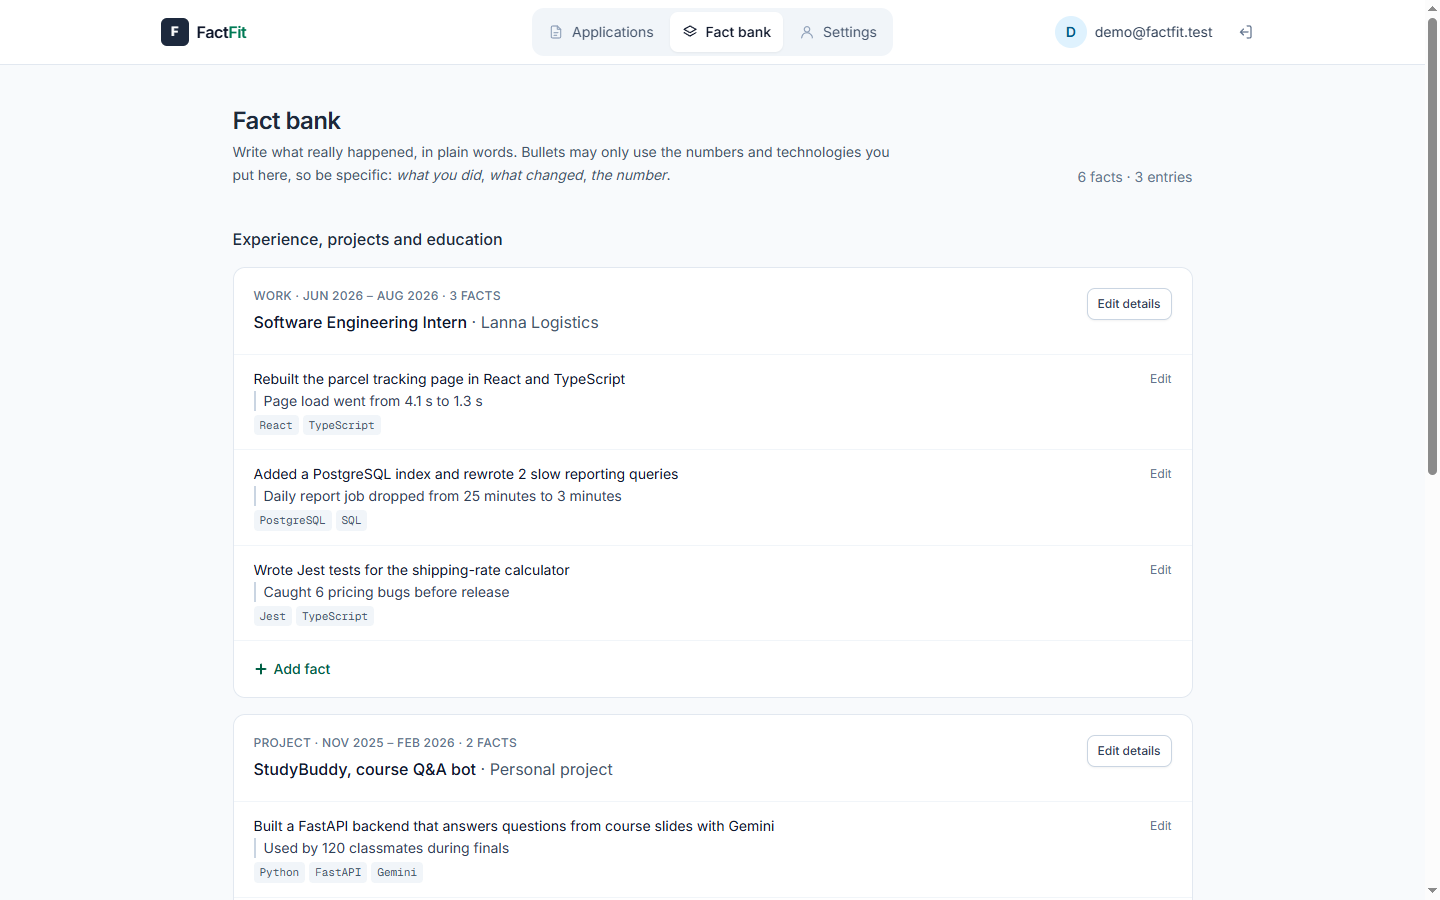 F FactFit
Applications
Fact bank
Settings
D demo@factfit.test
Fact bank
Write what really happened, in plain words. Bullets may only use the numbers and technologies you
put here, so be specific: what you did, what changed, the number.
6 facts · 3 entries
Experience, projects and education
WORK · JUN 2026 – AUG 2026 · 3 FACTS
Software Engineering Intern · Lanna Logistics
Edit details
Rebuilt the parcel tracking page in React and TypeScript
Edit
Page load went from 4.1 s to 1.3 s
React TypeScript
Added a PostgreSQL index and rewrote 2 slow reporting queries
Edit
Daily report job dropped from 25 minutes to 3 minutes
PostgreSQL SQL
Wrote Jest tests for the shipping-rate calculator
Edit
Caught 6 pricing bugs before release
Jest TypeScript
+ Add fact
PROJECT · NOV 2025 – FEB 2026 · 2 FACTS
StudyBuddy, course Q&A bot · Personal project
Edit details
Built a FastAPI backend that answers questions from course slides with Gemini
Edit
Used by 120 classmates during finals
Python FastAPI Gemini